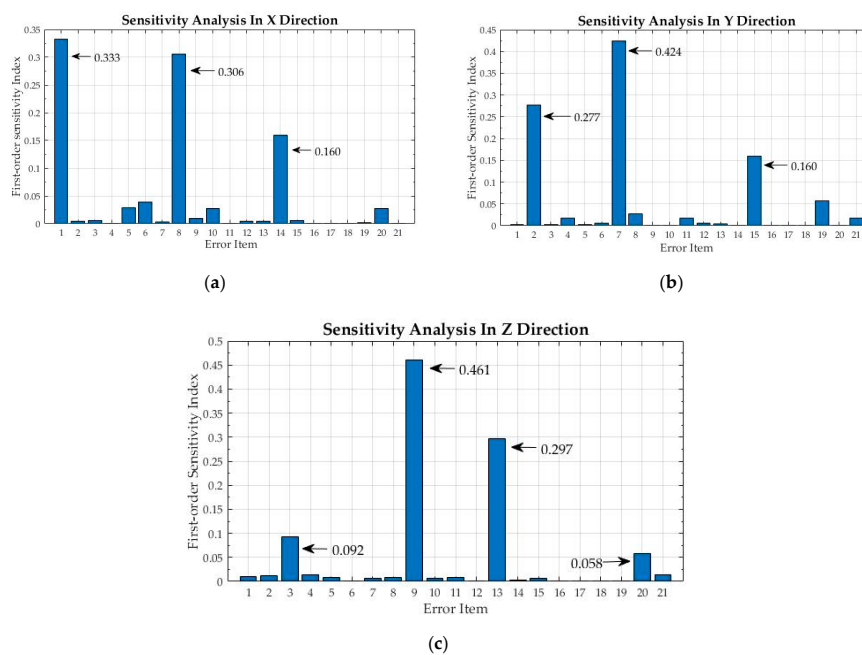 Sensitivity Analysis In X Direction
First-order sensitivity Index
0.35
0.3
0.25
0.2
0.15
0.1
0.05
0
0.333
0.306
0.160
1 2 3 4 5 6 7 8 9 10 11 12 13 14 15 16 17 18 19 20 21
Error Item
(a)
Sensitivity Analysis In Y Direction
First-order Sensitivity Index
0.45
0.4
0.35
0.3
0.25
0.2
0.15
0.1
0.05
0
0.424
0.277
0.160
1 2 3 4 5 6 7 8 9 10 11 12 13 14 15 16 17 18 19 20 21
Error Item
(b)
Sensitivity Analysis In Z Direction
First-order Sensitivity Index
0.5
0.45
0.4
0.35
0.3
0.25
0.2
0.15
0.1
0.05
0
0.461
0.297
0.092
0.058
1 2 3 4 5 6 7 8 9 10 11 12 13 14 15 16 17 18 19 20 21
Error Item
(c)